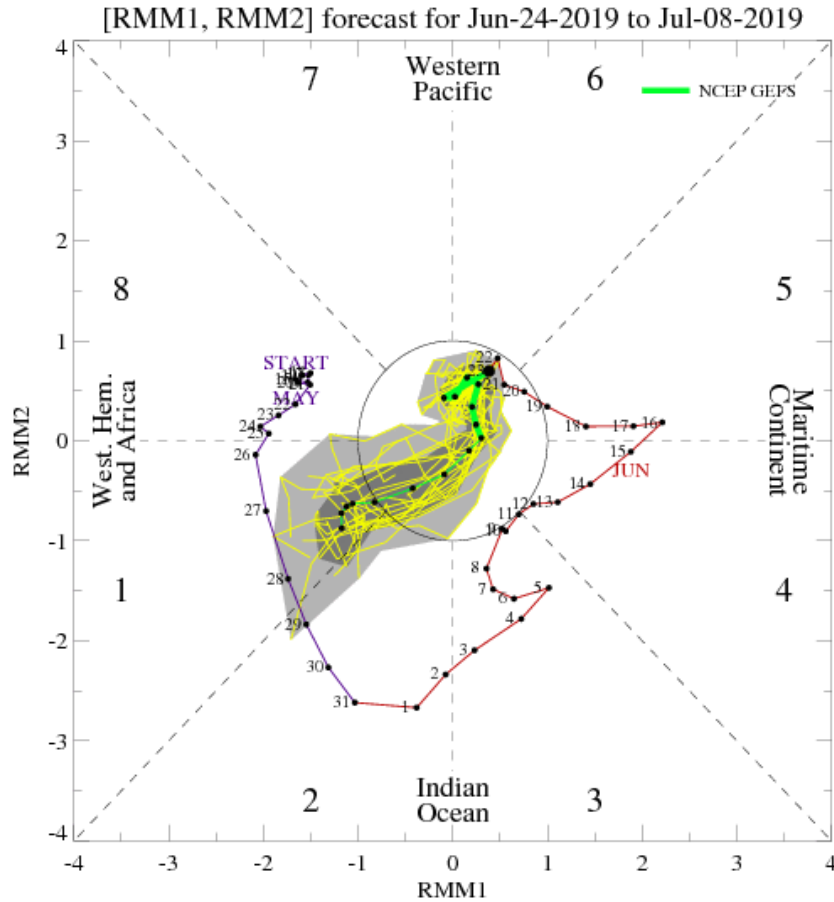 [RMM1, RMM2] forecast for Jun-24-2019 to Jul-08-2019
4
7
Western
Pacific
6
NCEP GEFS
3
2
8
5
1
START
MAY
22
21
20
19
18
17
16
15
JUN
14
13
12
11
10
RMM2
0
West. Hem.
and Africa
Maritime
Continent
23
24
25
26
27
28
29
30
31
-1
1
4
8
7
6
5
4
3
2
1
-2
-3
2
Indian
Ocean
3
-4
-4 -3 -2 -1 0 1 2 3 4
RMM1